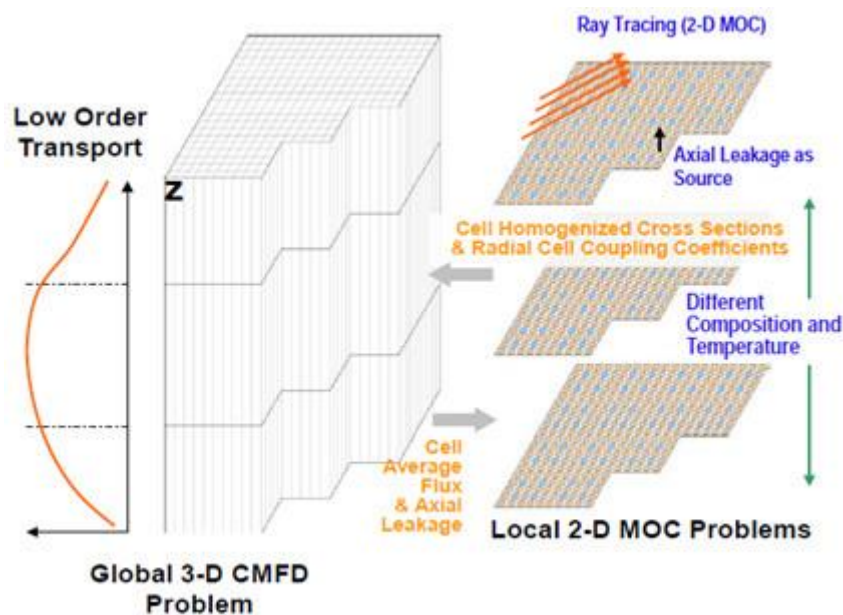 Ray Tracing (2-D MOC)
Low Order
Transport
Z
Axial Leakage as
Source
Cell Homogenized Cross Sections
& Radial Cell Coupling Coefficients
Different
Composition and
Temperature
Cell
Average
Flux
& Axial
Leakage
Local 2-D MOC Problems
Global 3-D CMFD
Problem